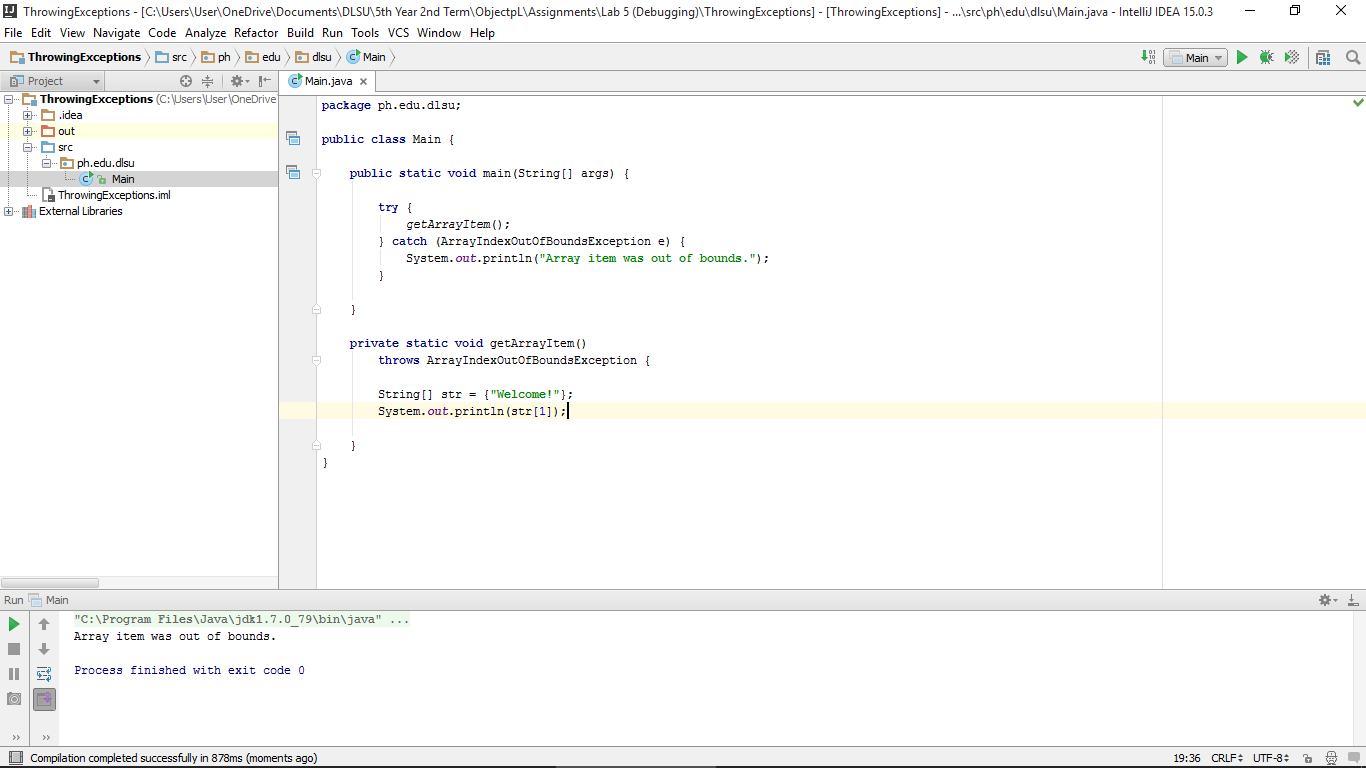 ThrowingExceptions - [C:\Users\User\OneDrive\Documents\DLSU\5th Year 2nd Term\ObjectpL\Assignments\Lab 5 (Debugging)\ThrowingExceptions] - [ThrowingExceptions] - ...\src\ph\edu\dlsu\Main.java - IntelliJ IDEA 15.0.3
File Edit View Navigate Code Analyze Refactor Build Run Tools VCS Window Help
ThrowingExceptions src ph edu dlsu Main Main
Project
Main.java
ThrowingExceptions (C:\Users\User\OneDrive
.idea
out
src
ph.edu.dlsu
Main
ThrowingExceptions.iml
External Libraries
package ph.edu.dlsu;
public class Main {
public static void main(String[] args) {
try {
getArrayItem();
} catch (ArrayIndexOutOfBoundsException e) {
System.out.println("Array item was out of bounds.");
}
}
private static void getArrayItem()
throws ArrayIndexOutOfBoundsException {
String[] str = {"Welcome!"};
System.out.println(str[1]);
}
}
Run Main
"C:\Program Files\Java\jdk1.7.0_79\bin\java" ...
Array item was out of bounds.
Process finished with exit code 0
Compilation completed successfully in 878ms (moments ago)
19:36 CRLF UTF-8